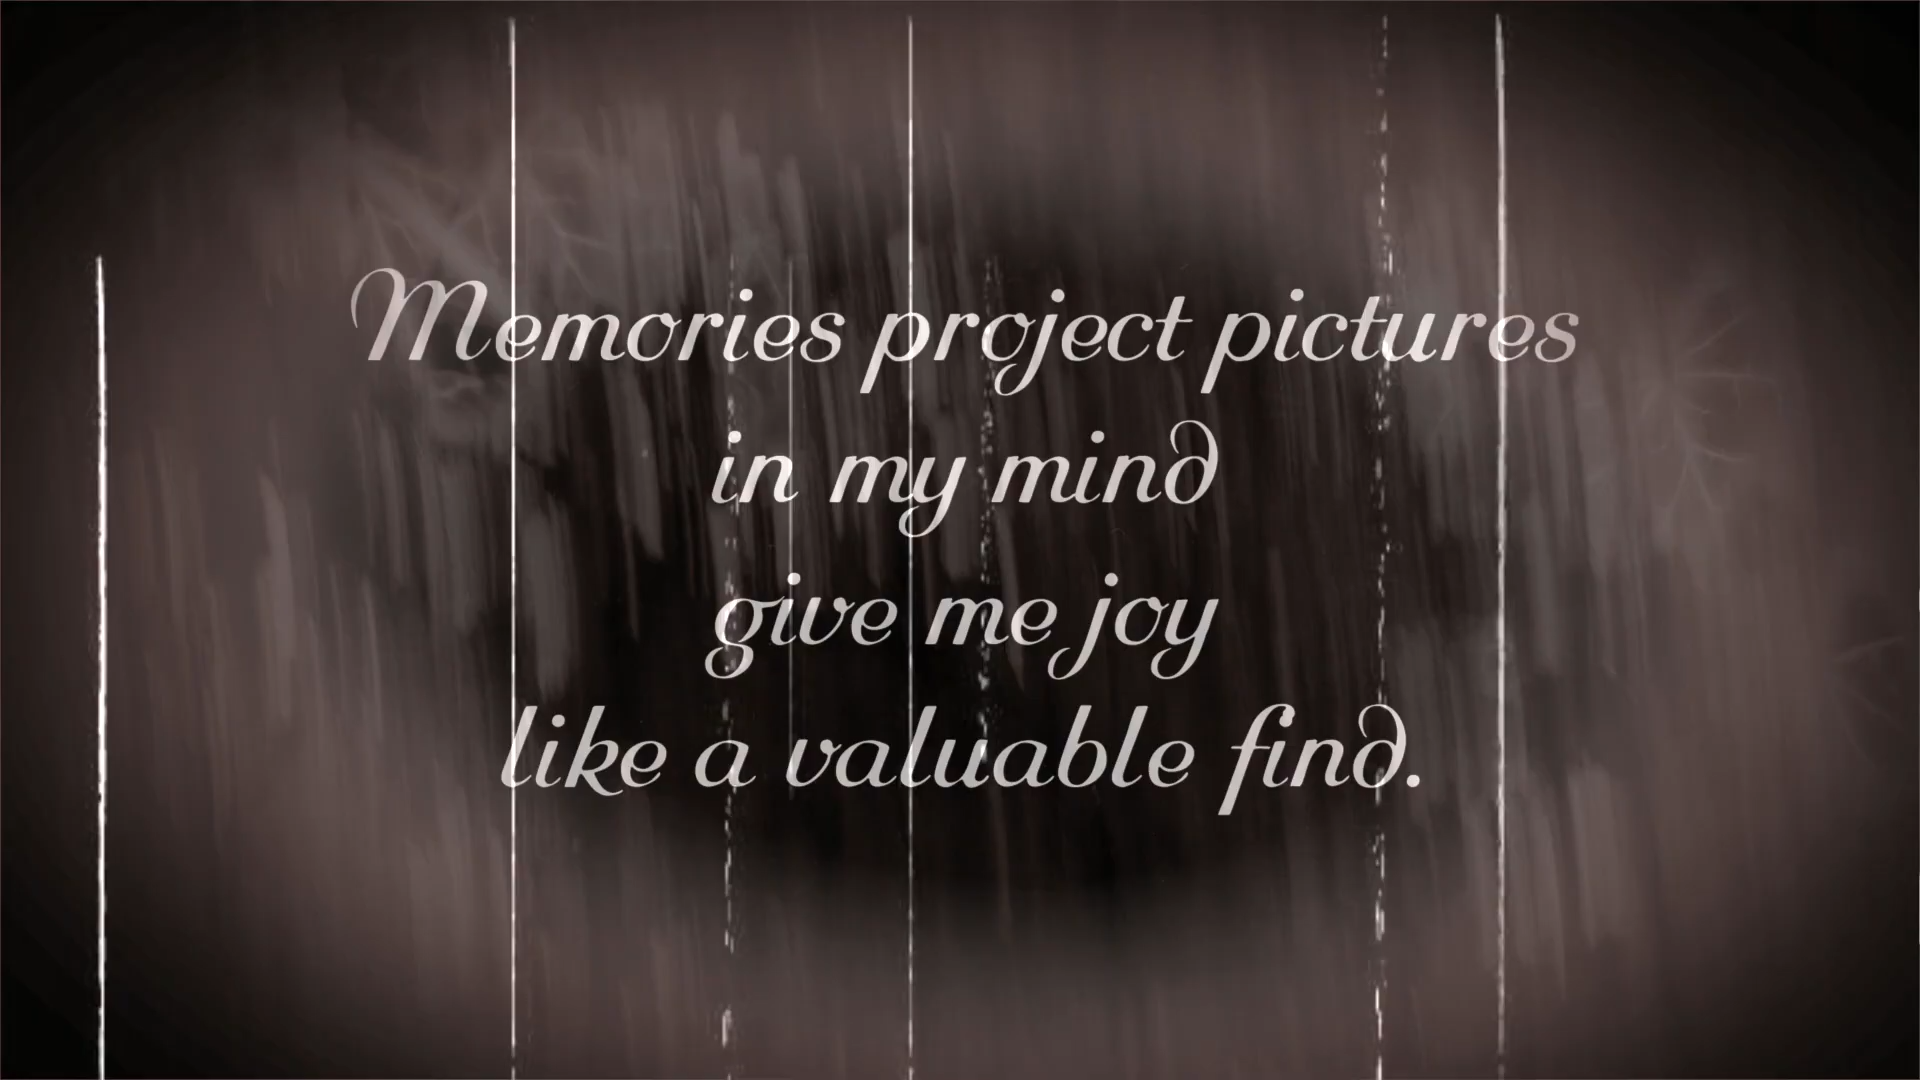 Memories project pictures
in my mind
give me joy
like a valuable find.